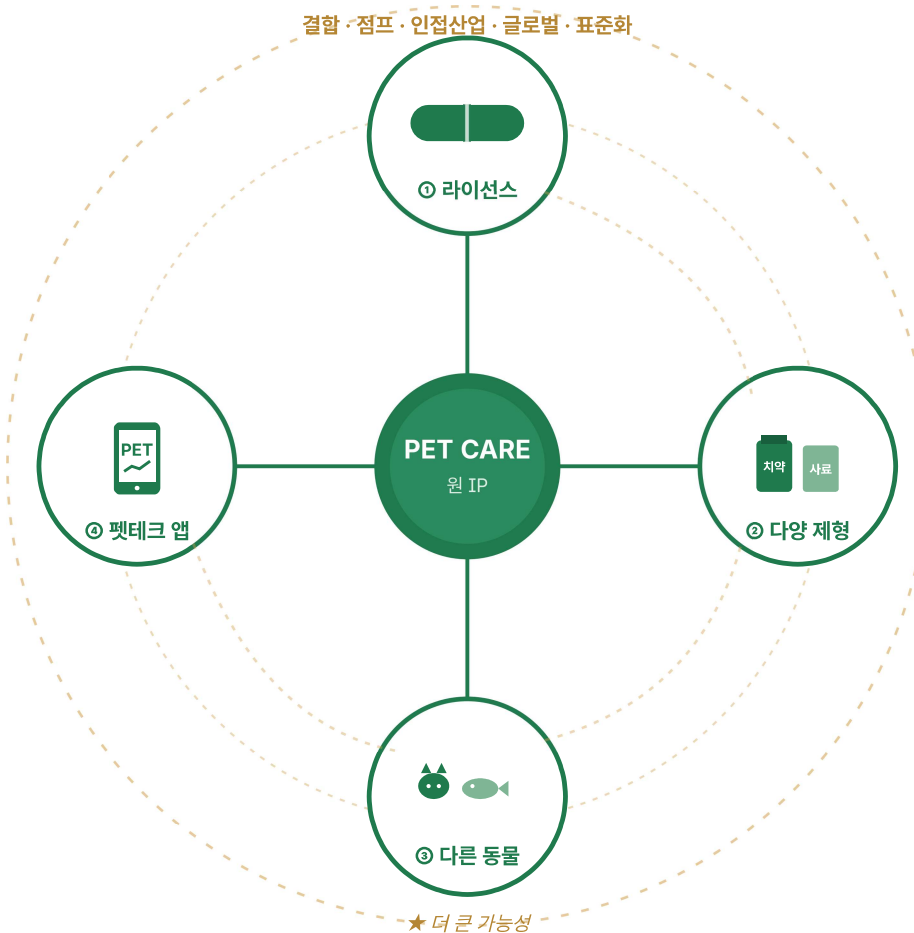 결합 · 점프 · 인접산업 · 글로벌 · 표준화
① 라이선스
PET
④ 펫테크 앱
PET CARE
원 IP
치약
사료
② 다양 제형
③ 다른 동물
★ 더 큰 가능성